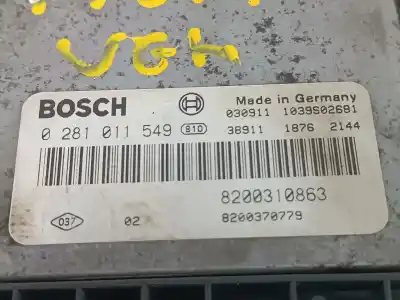 VGH
BOSCH
Made in Germany
030911 1039S02681
0 281 011 549 810
38911 1876 2144
8200310863
037 02 8200370779